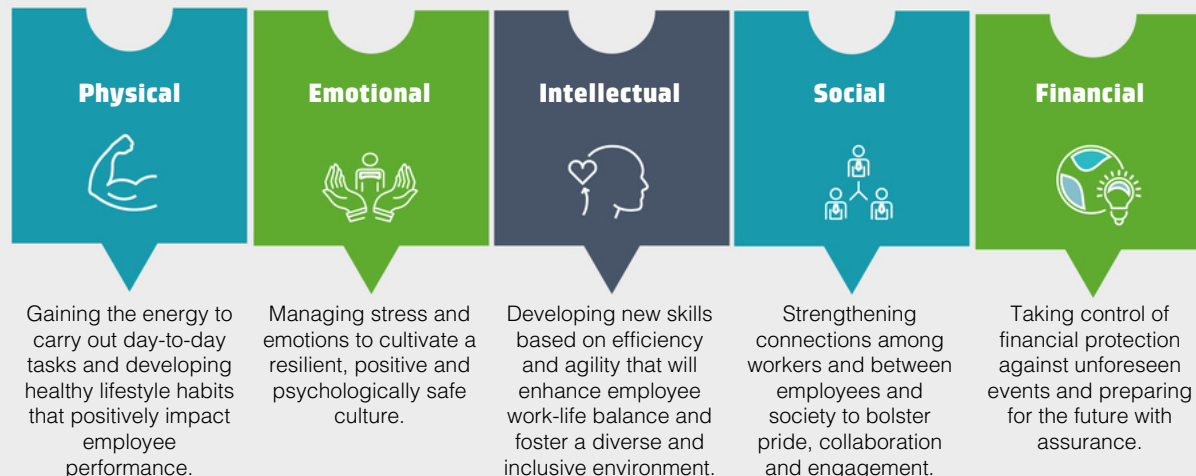 Physical
Gaining the energy to
carry out day-to-day
tasks and developing
healthy lifestyle habits
that positively impact
employee
performance.
Emotional
Managing stress and
emotions to cultivate a
resilient, positive and
psychologically safe
culture.
Intellectual
Developing new skills
based on efficiency
and agility that will
enhance employee
work-life balance and
foster a diverse and
inclusive environment.
Social
Strengthening
connections among
workers and between
employees and
society to bolster
pride, collaboration
and engagement.
Financial
Taking control of
financial protection
against unforeseen
events and preparing
for the future with
assurance.